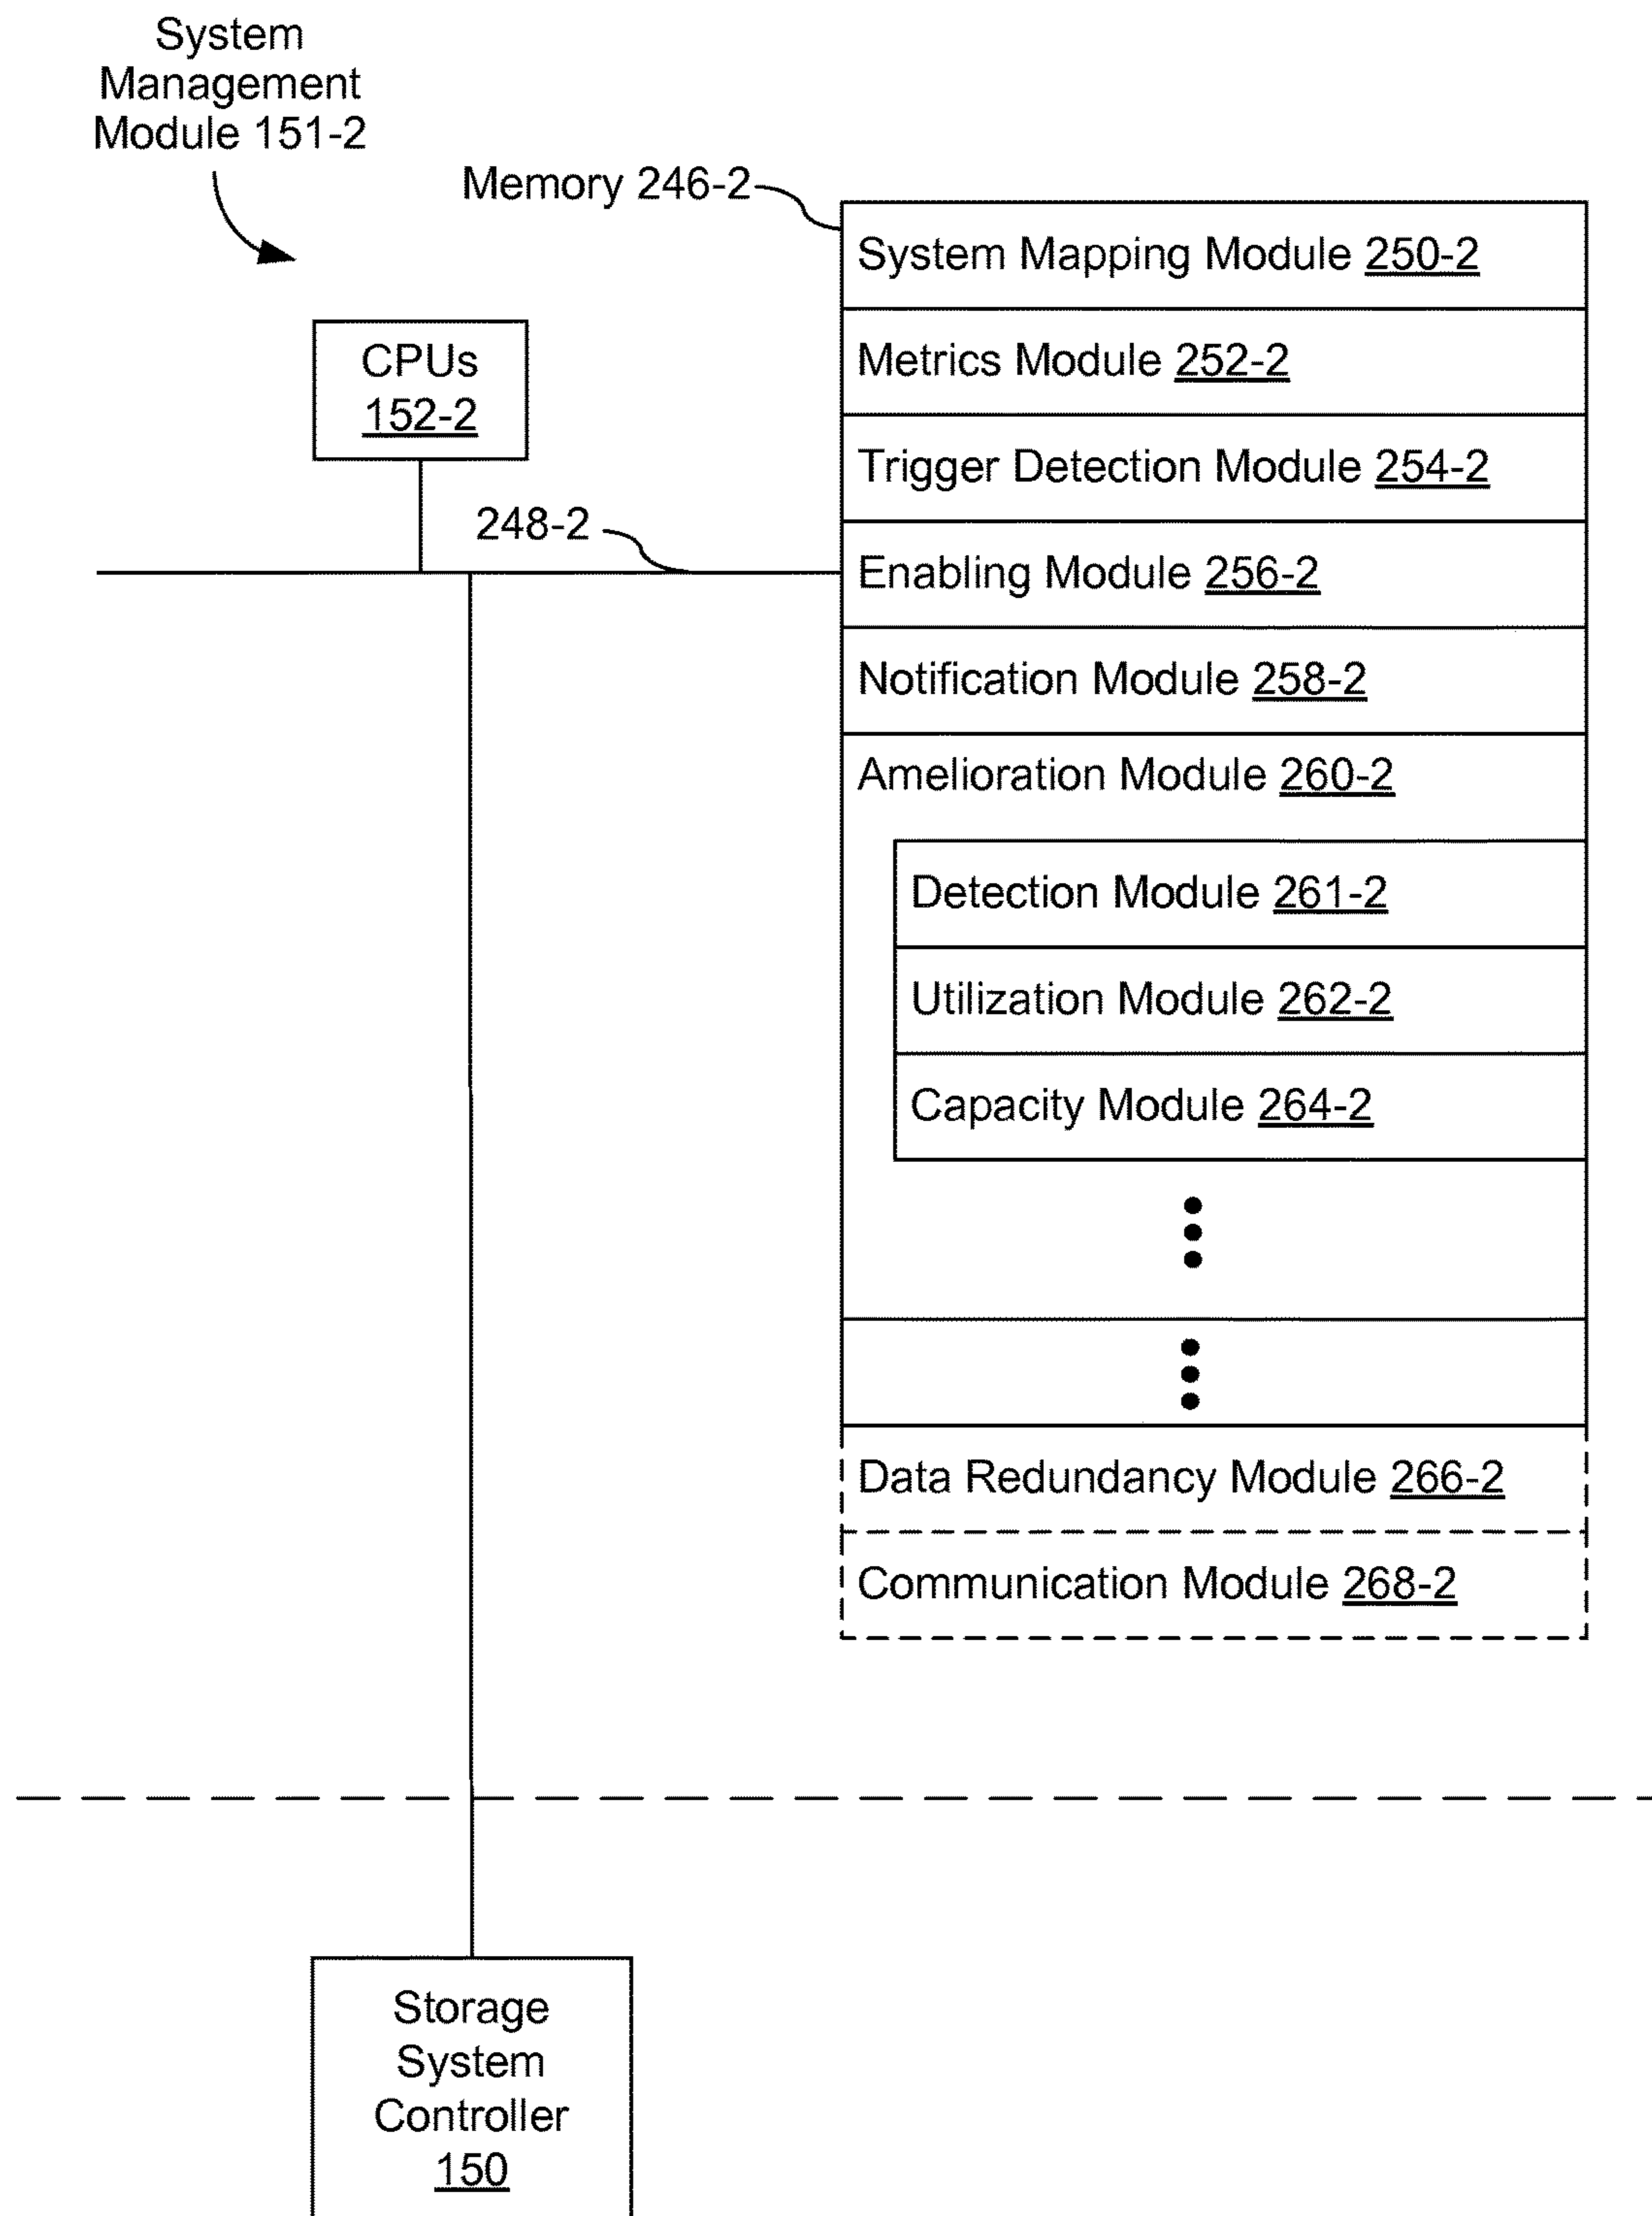 System
Management
Module 151-2
Memory 246-2
System Mapping Module 250-2
Metrics Module 252-2
Trigger Detection Module 254-2
Enabling Module 256-2
Notification Module 258-2
Amelioration Module 260-2
Detection Module 261-2
Utilization Module 262-2
Capacity Module 264-2
Data Redundancy Module 266-2
Communication Module 268-2
CPUs
152-2
248-2
Storage
System
Controller
150